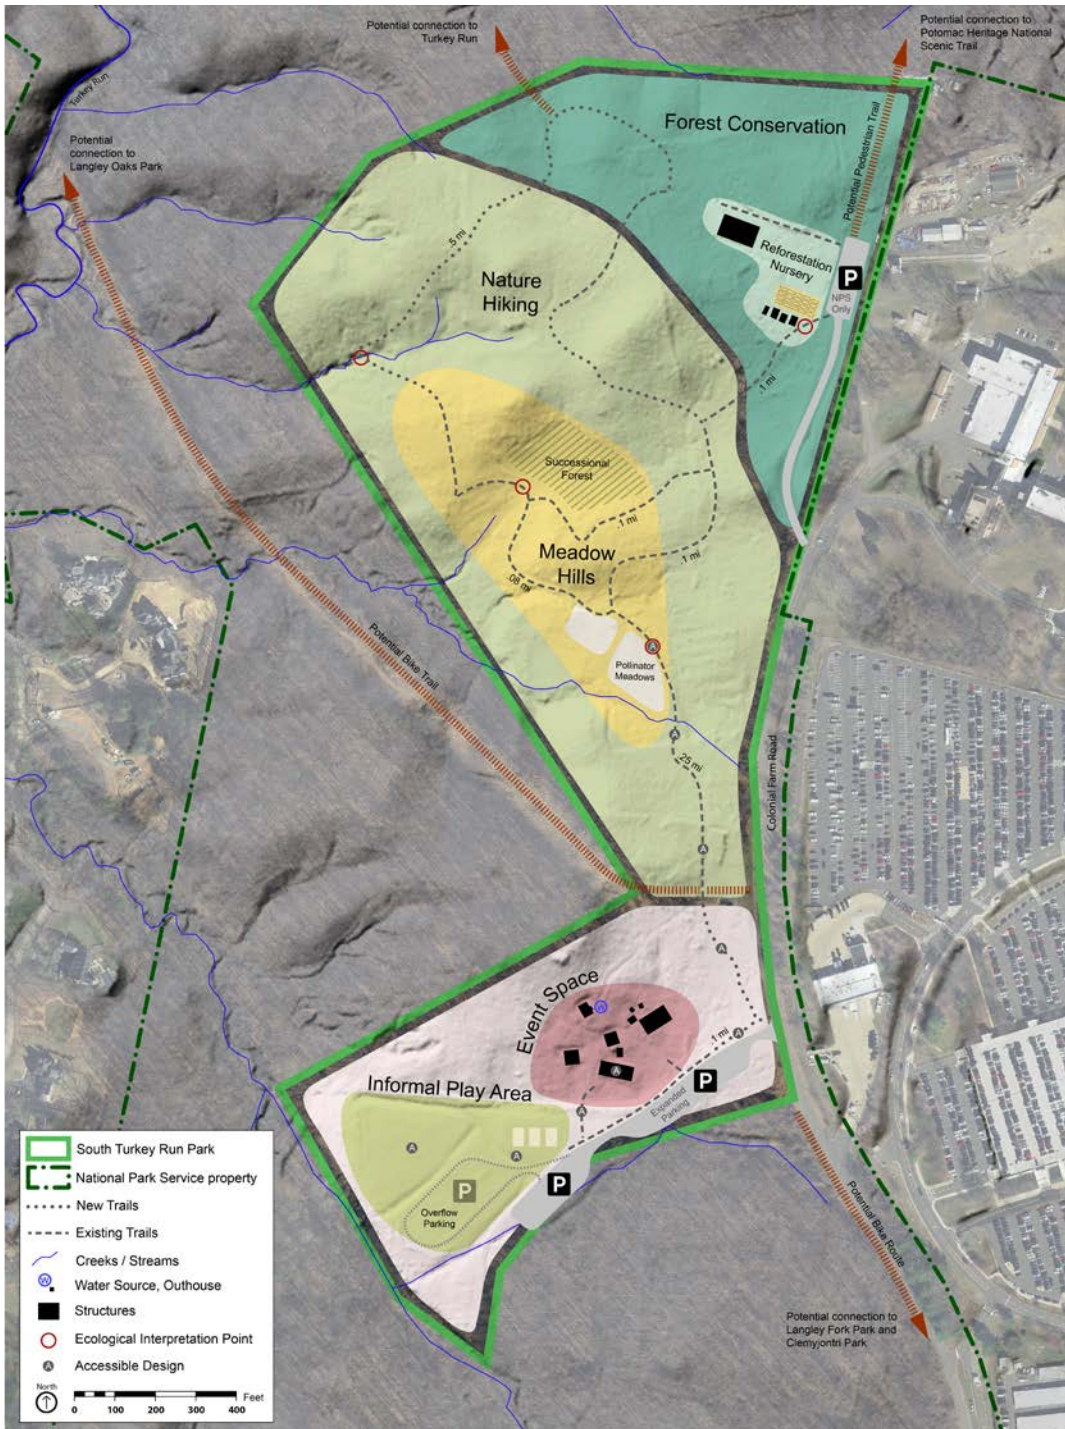 Potential connection to
Turkey Run
Potential connection to
Potomac Heritage National
Scenic Trail
Turkey Run
Potential
connection to
Langley Oaks Park
Forest Conservation
Potential Pedestrian Trail
.5 mi
Reforestation
Nursery
P
NPS
Only
Nature
Hiking
.1 mi
Successional
Forest
.1 mi
Meadow
Hills
.1 mi
.08 mi
A
Pollinator
Meadows
Potential Bike Trail
A
.25 mi
Colonial Farm Road
A
A
Event Space
W
.1 mi
A
A
P
Informal Play Area
Expanded
Parking
A
A
A
P
P
Overflow
Parking
Potential Bike Route
Potential connection to
Langley Fork Park and
Clemyjontri Park
South Turkey Run Park
National Park Service property
New Trails
Existing Trails
Creeks / Streams
W
Water Source, Outhouse
Structures
Ecological Interpretation Point
A
Accessible Design
North
Feet
0 100 200 300 400